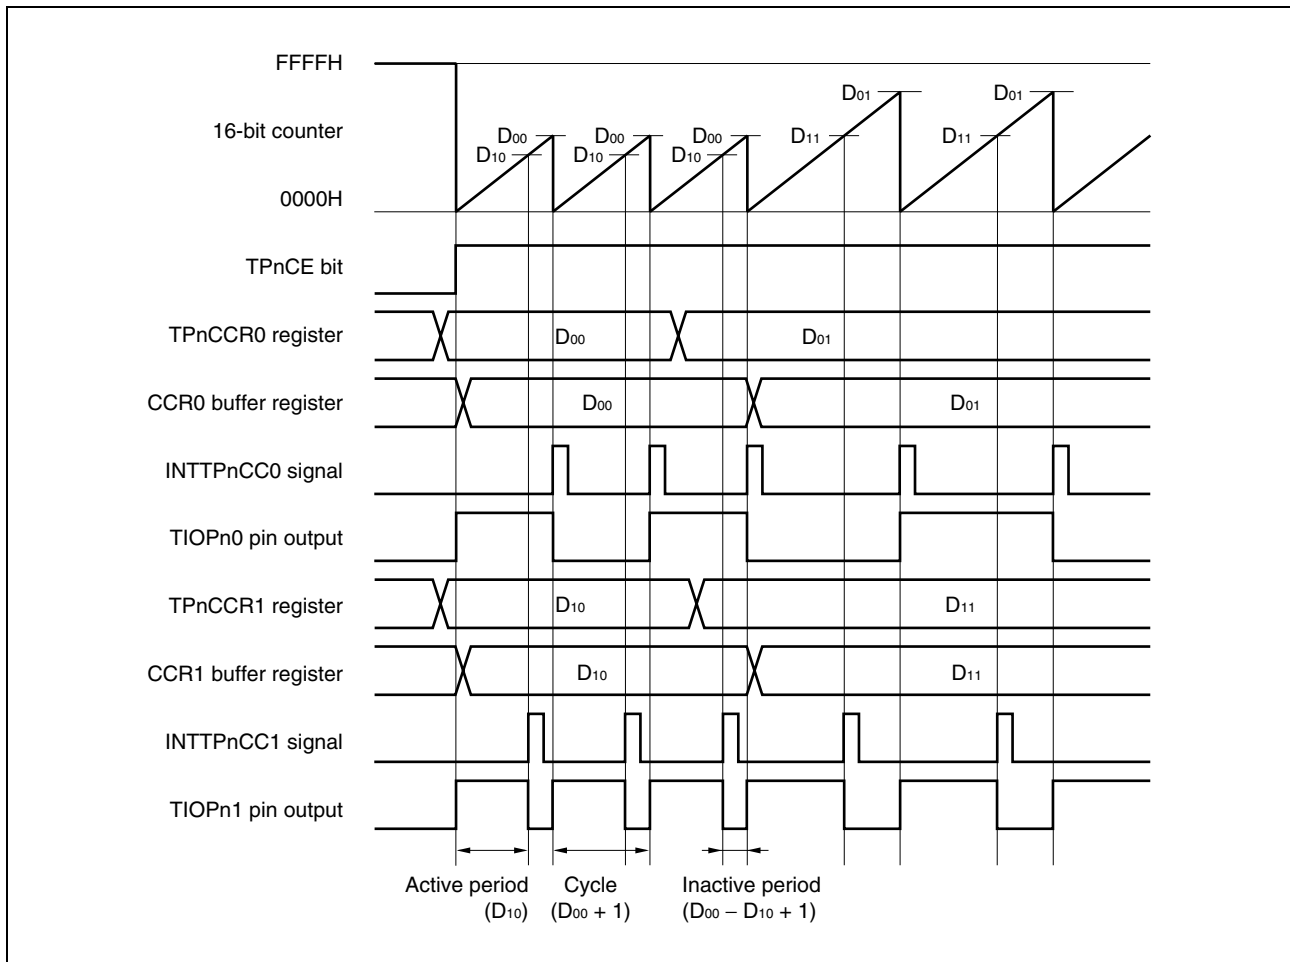 FFFFH
D01 D01
16-bit counter D00 D00 D00 D11 D11
D10 D10 D10
0000H
TPnCE bit
TPnCCR0 register D00 D01
CCR0 buffer register D00 D01
INTTPnCC0 signal
TIOPn0 pin output
TPnCCR1 register D10 D11
CCR1 buffer register D10 D11
INTTPnCC1 signal
TIOPn1 pin output
Active period Cycle Inactive period
(D10) (D00 + 1) (D00 − D10 + 1)